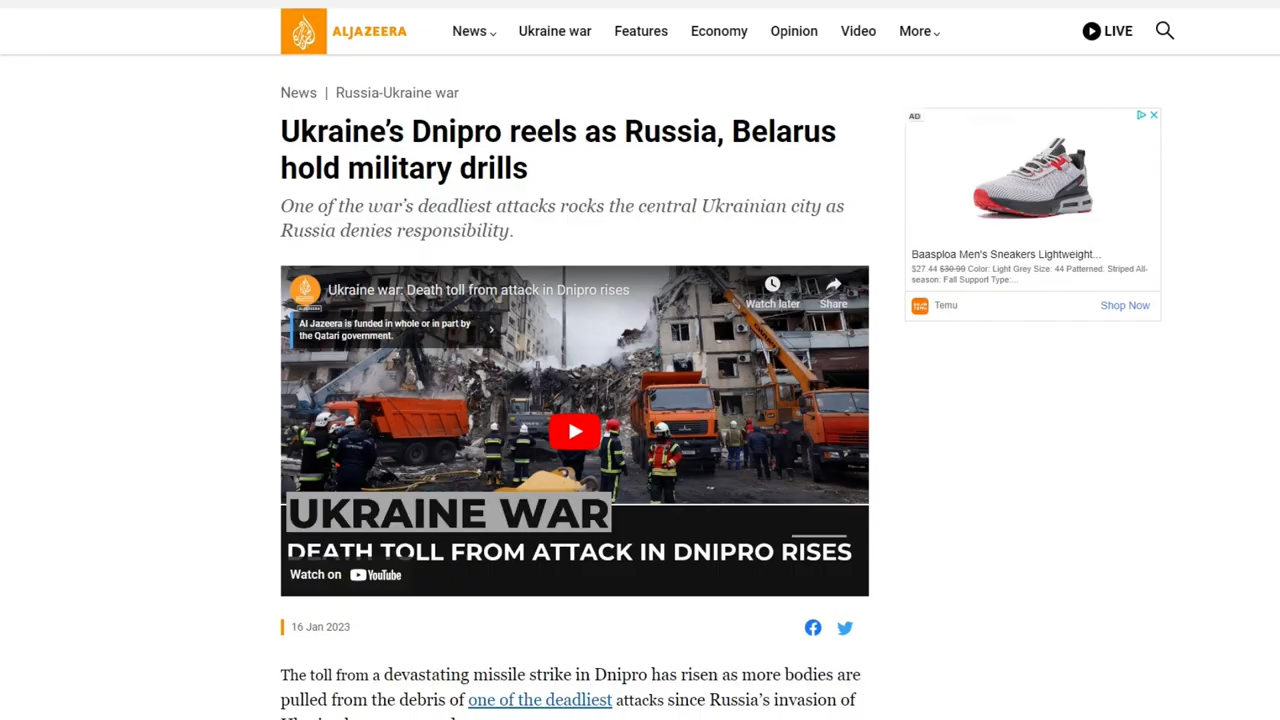 ALJAZEERA
News
Ukraine war
Features
Economy
Opinion
Video
More
LIVE
News | Russia-Ukraine war
Ukraine’s Dnipro reels as Russia, Belarus
hold military drills
One of the war’s deadliest attacks rocks the central Ukrainian city as
Russia denies responsibility.
Ukraine war: Death toll from attack in Dnipro rises
Watch later
Share
ALJAZEERA
Al Jazeera is funded in whole or in part by
the Qatari government.
UKRAINE WAR
DEATH TOLL FROM ATTACK IN DNIPRO RISES
Watch on YouTube
16 Jan 2023
The toll from a devastating missile strike in Dnipro has risen as more bodies are
pulled from the debris of one of the deadliest attacks since Russia’s invasion of
AD
Baasploa Men's Sneakers Lightweight...
$27.44 $30.99 Color: Light Grey Size: 44 Patterned: Striped All-
season: Fall Support Type:...
Temu
Shop Now